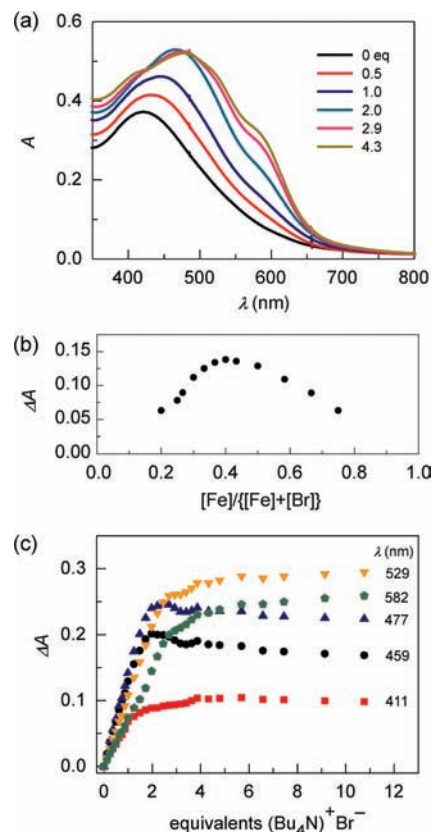 (a)
0.6
0.4
0.2
0.0
A
0 eq
0.5
1.0
2.0
2.9
4.3
400 500 600 700 800
λ (nm)
(b)
0.15
0.10
0.05
0.00
ΔA
0.0 0.2 0.4 0.6 0.8 1.0
[Fe]/{[Fe]+[Br]}
(c)
λ (nm)
0.3
0.2
0.1
0.0
ΔA
529
582
477
459
411
0 2 4 6 8 10 12
equivalents (Bu₄N)⁺Br⁻